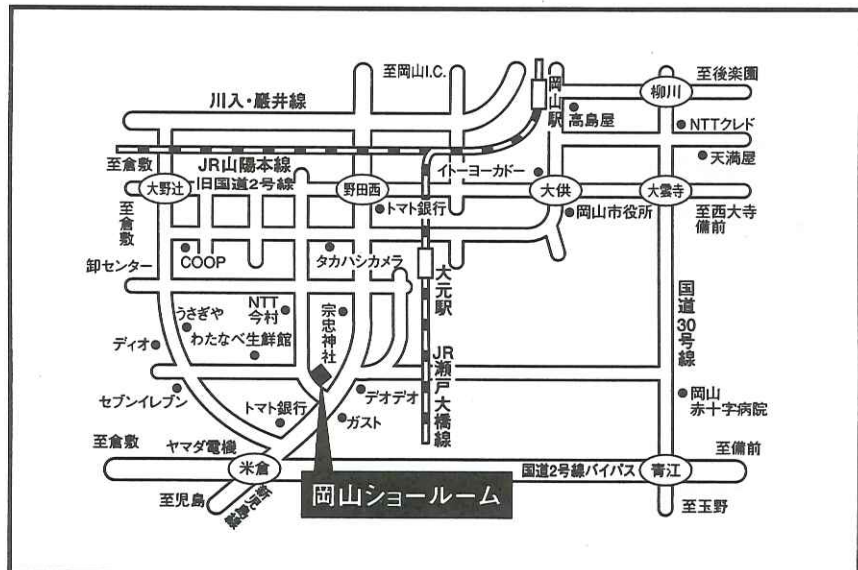 至岡山I.C.
岡山駅
柳川
至後楽園
川入・巌井線
高島屋
NTTクレド
天満屋
至倉敷
JR山陽本線
イトーヨーカドー
大野辻
旧国道2号線
野田西
大供
大雲寺
トマト銀行
岡山市役所
至西大寺
備前
至倉敷
卸センター
COOP
タカハシカメラ
大元駅
国道30号線
うさぎや
NTT
今村
宗忠神社
わたなべ生鮮館
ディオ
JR瀬戸大橋線
セブンイレブン
トマト銀行
デオデオ
ガスト
岡山
赤十字病院
至倉敷
ヤマダ電機
米倉
国道2号線バイパス
青江
至備前
至児島
新児島線
岡山ショールーム
至玉野